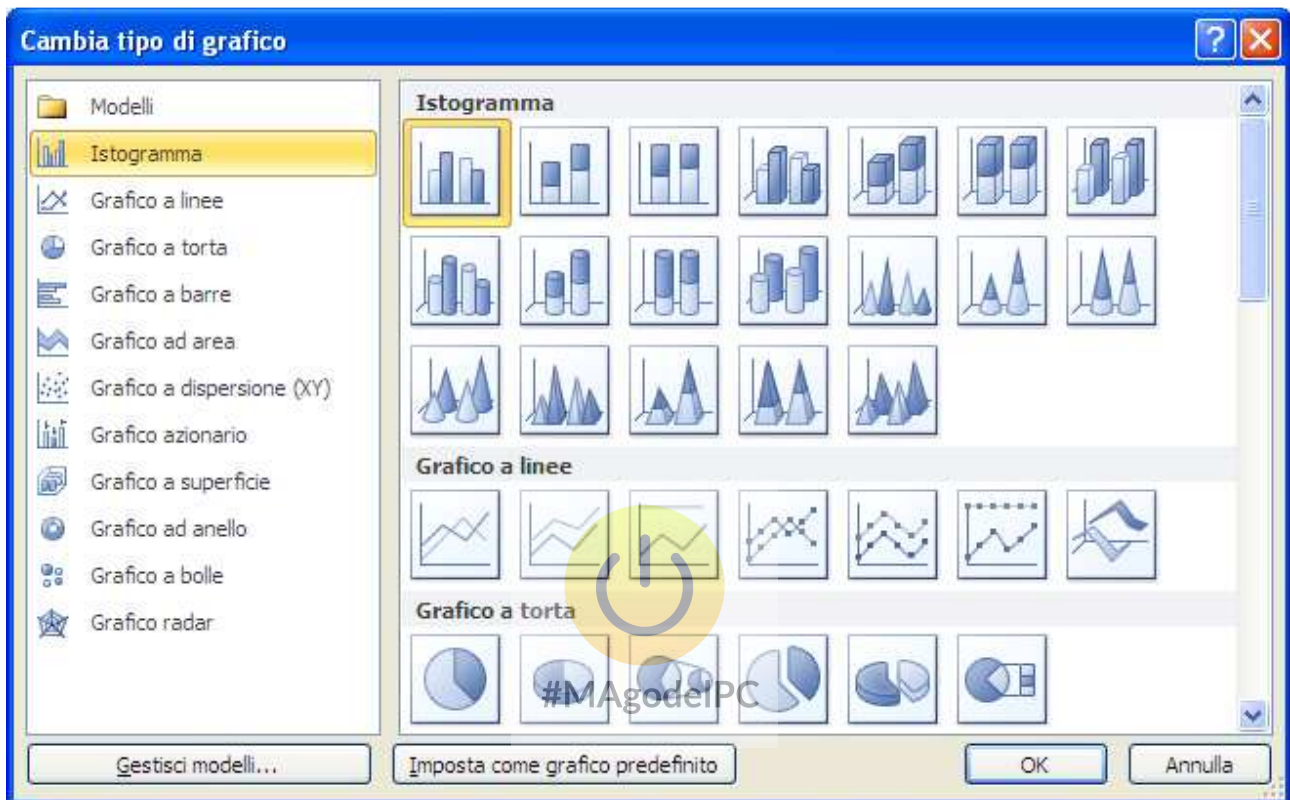 Cambia tipo di grafico
Modelli
Istogramma
Grafico a linee
Grafico a torta
Grafico a barre
Grafico ad area
Grafico a dispersione (XY)
Grafico azionario
Grafico a superficie
Grafico ad anello
Grafico a bolle
Grafico radar
Istogramma
Grafico a linee
Grafico a torta
#MAgodelPC
Gestisci modelli...
Imposta come grafico predefinito
OK
Annulla